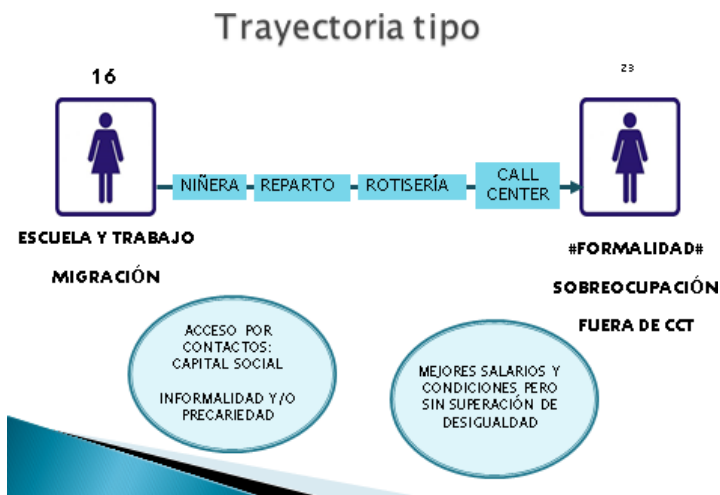 Trayectoria tipo
16
23
NIÑERA
REPARTO
ROTISERÍA
CALL
CENTER
ESCUELA Y TRABAJO
MIGRACIÓN
#FORMALIDAD#
SOBREOCUPACIÓN
FUERA DE CCT
ACCESO POR
CONTACTOS:
CAPITAL SOCIAL
INFORMALIDAD Y/O
PRECARIEDAD
MEJORES SALARIOS Y
CONDICIONES PERO
SIN SUPERACIÓN DE
DESIGUALDAD